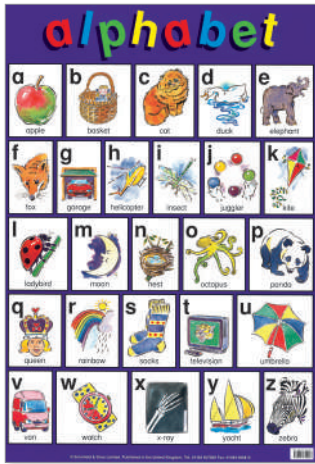 alphabet
a b c d e
apple basket cat duck elephant
f g h i j k
fox garage helicopter insect juggler kite
l m n o p
ladybird moon nest octopus panda
q r s t u
queen rainbow socks television umbrella
v w x y z
van watch x-ray yacht zebra